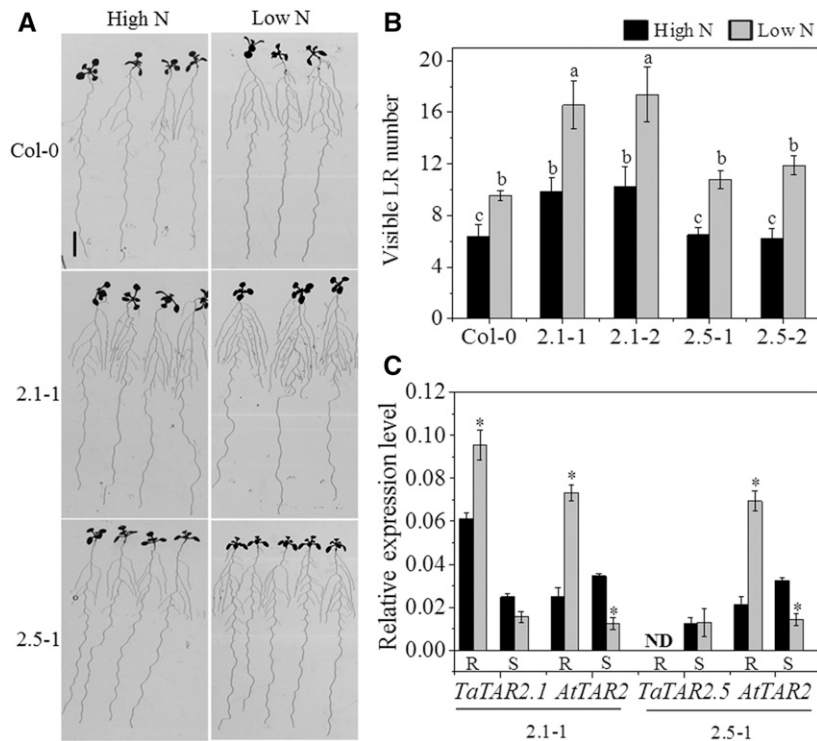 A
High N
Low N
Col-0
2.1-1
2.5-1
B
High N
Low N
Visible LR number
20
16
12
8
4
0
c
b
b
a
b
a
c
b
c
b
Col-0
2.1-1
2.1-2
2.5-1
2.5-2
C
Relative expression level
0.12
0.10
0.08
0.06
0.04
0.02
0.00
*
*
*
ND
*
*
R
S
R
S
R
S
R
S
TaTAR2.1
AtTAR2
TaTAR2.5
AtTAR2
2.1-1
2.5-1